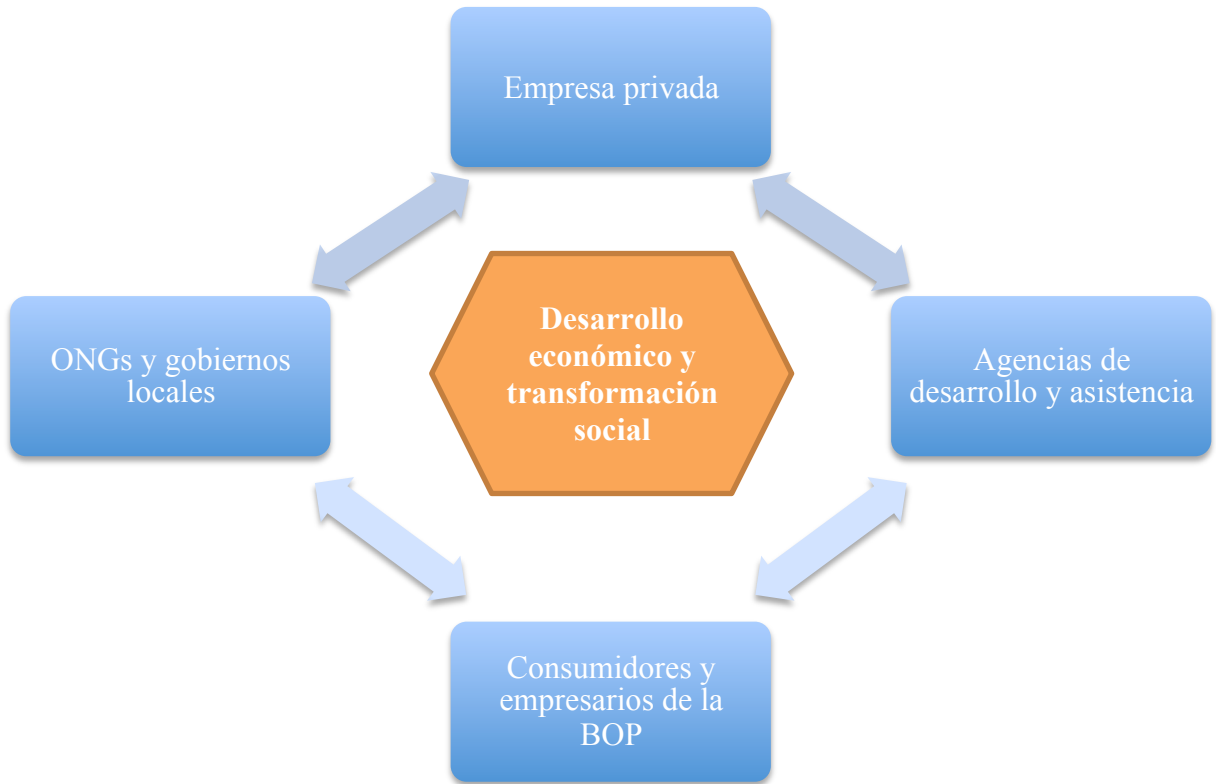 Empresa privada
ONGs y gobiernos
locales
Desarrollo
económico y
transformación
social
Agencias de
desarrollo y asistencia
Consumidores y
empresarios de la
BOP